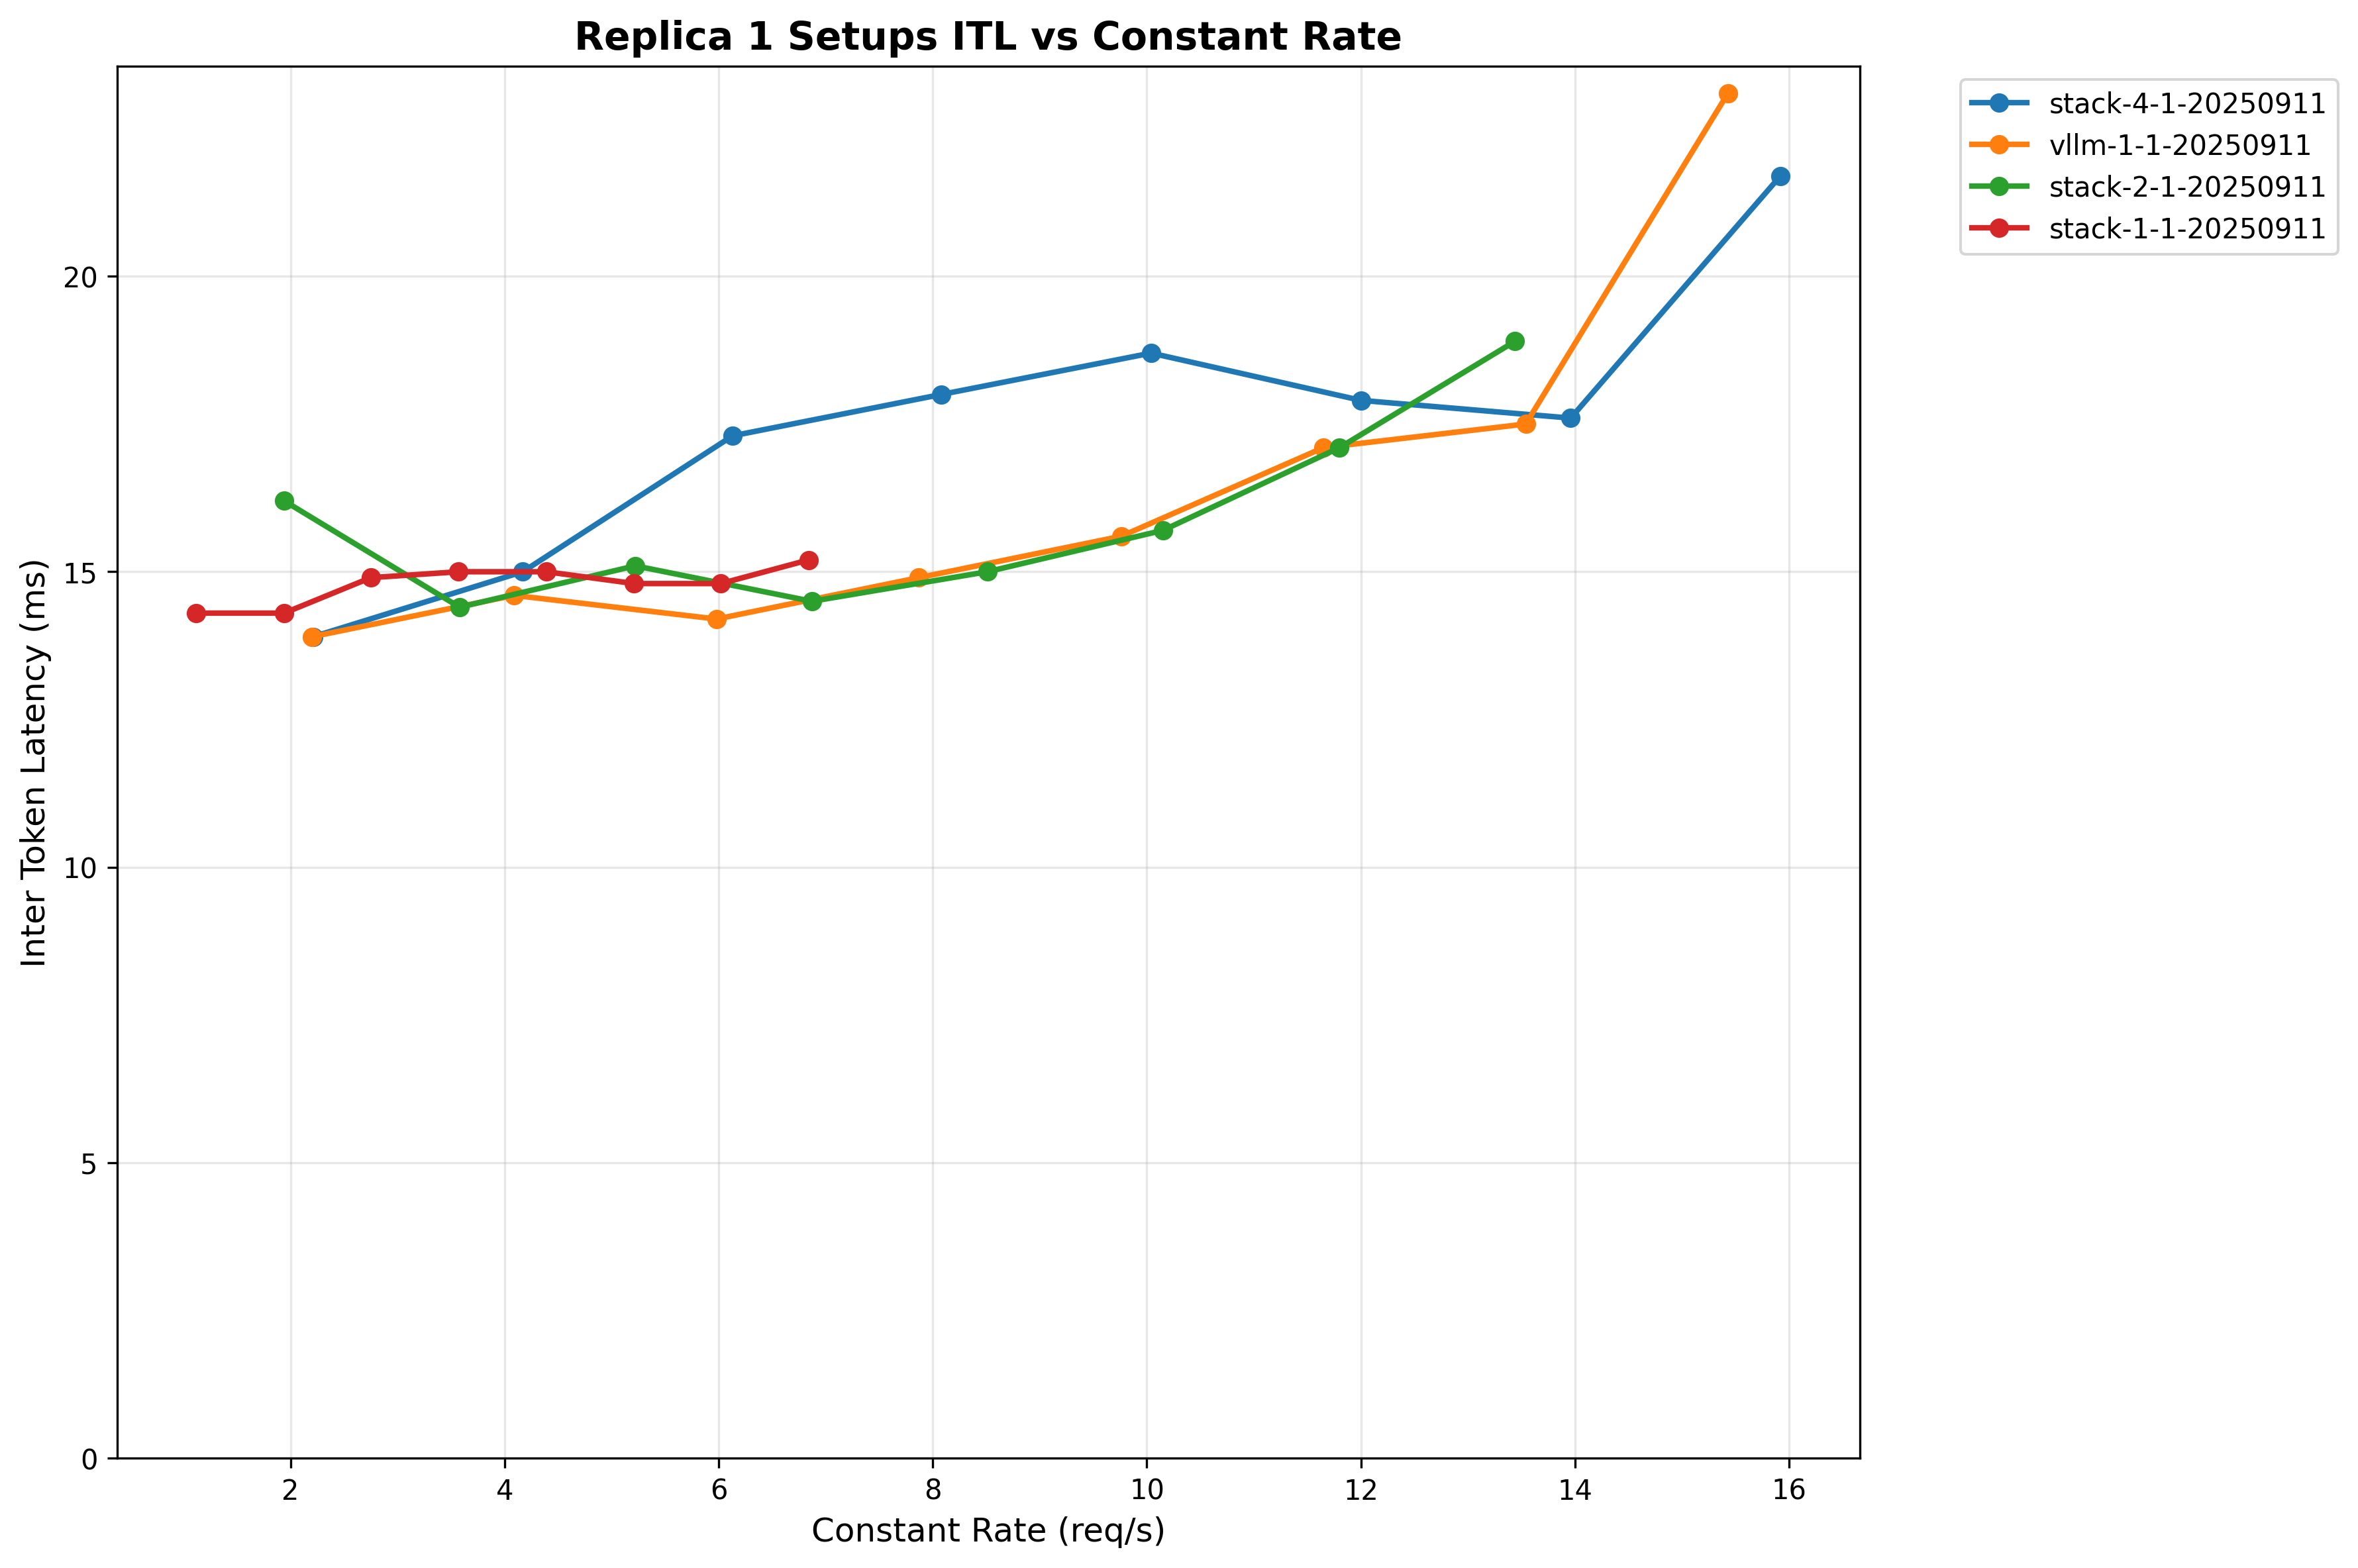 Replica 1 Setups ITL vs Constant Rate
stack-4-1-20250911
vllm-1-1-20250911
stack-2-1-20250911
stack-1-1-20250911
Inter Token Latency (ms)
20
15
10
5
0
2 4 6 8 10 12 14 16
Constant Rate (req/s)